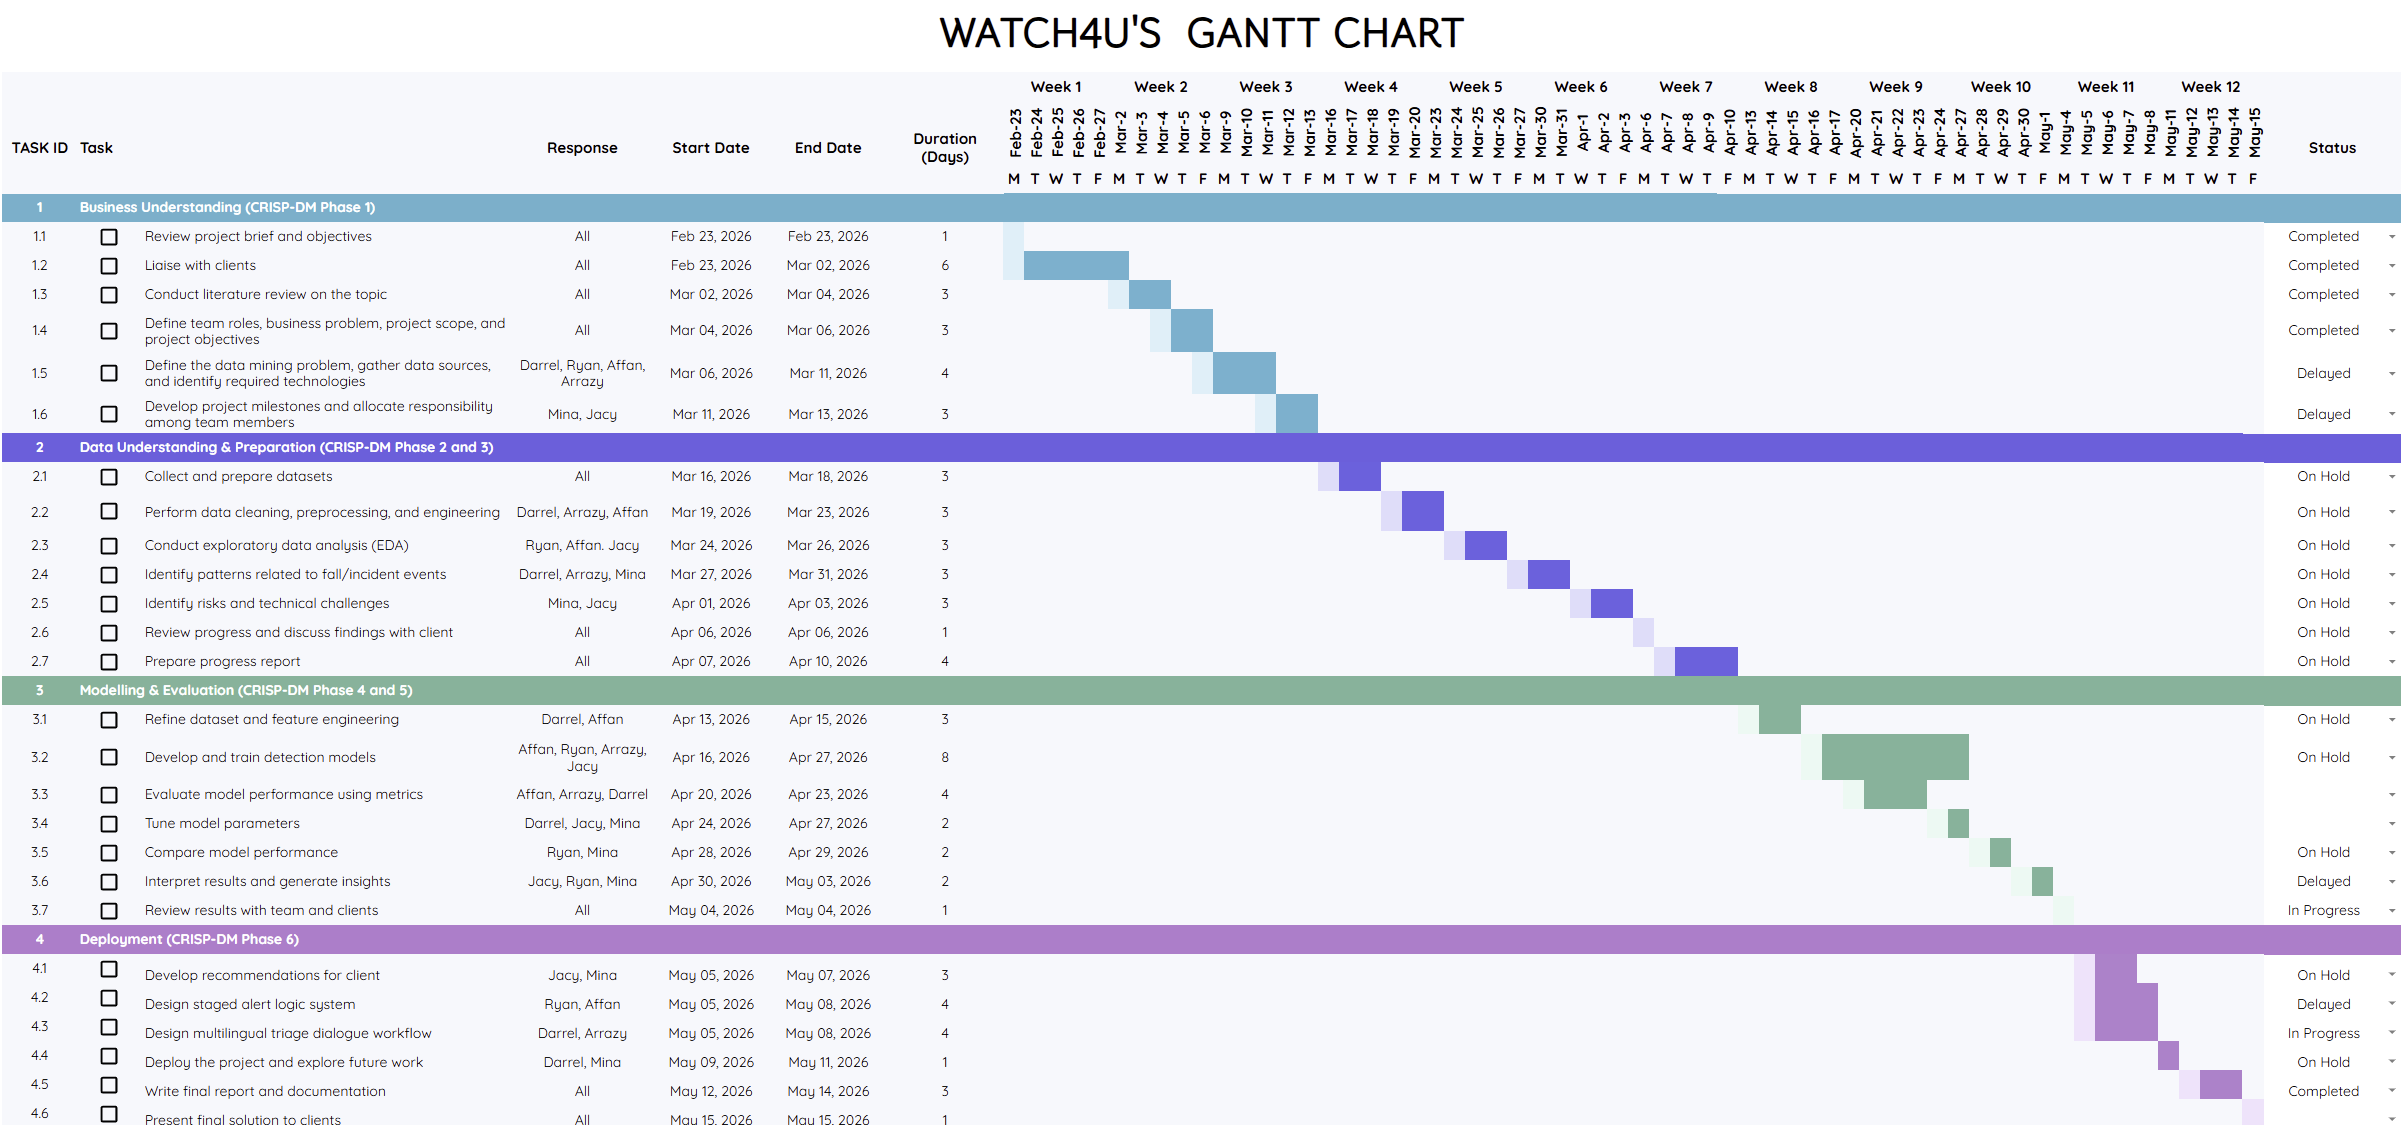 WATCH4U'S GANTT CHART
Week 1 Week 2 Week 3 Week 4 Week 5 Week 6 Week 7 Week 8 Week 9 Week 10 Week 11 Week 12
TASK ID Task Response Start Date End Date Duration (Days) Feb-23 Feb-24 Feb-25 Feb-26 Feb-27 Mar-2 Mar-3 Mar-4 Mar-5 Mar-6 Mar-9 Mar-10 Mar-11 Mar-12 Mar-13 Mar-16 Mar-17 Mar-18 Mar-19 Mar-20 Mar-23 Mar-24 Mar-25 Mar-26 Mar-27 Mar-30 Mar-31 Apr-1 Apr-2 Apr-3 Apr-6 Apr-7 Apr-8 Apr-9 Apr-10 Apr-13 Apr-14 Apr-15 Apr-16 Apr-17 Apr-20 Apr-21 Apr-22 Apr-23 Apr-24 Apr-27 Apr-28 Apr-29 Apr-30 May-1 May-4 May-5 May-6 May-7 May-8 May-11 May-12 May-13 May-14 May-15 Status
M T W T F M T W T F M T W T F M T W T F M T W T F M T W T F M T W T F M T W T F M T W T F M T W T F M T W T F M T W T F
1 Business Understanding (CRISP-DM Phase 1)
1.1 Review project brief and objectives All Feb 23, 2026 Feb 23, 2026 1 Completed
1.2 Liaise with clients All Feb 23, 2026 Mar 02, 2026 6 Completed
1.3 Conduct literature review on the topic All Mar 02, 2026 Mar 04, 2026 3 Completed
1.4 Define team roles, business problem, project scope, and project objectives All Mar 04, 2026 Mar 06, 2026 3 Completed
1.5 Define the data mining problem, gather data sources, and identify required technologies Darrel, Ryan, Affan, Arrazy Mar 06, 2026 Mar 11, 2026 4 Delayed
1.6 Develop project milestones and allocate responsibility among team members Mina, Jacy Mar 11, 2026 Mar 13, 2026 3 Delayed
2 Data Understanding & Preparation (CRISP-DM Phase 2 and 3)
2.1 Collect and prepare datasets All Mar 16, 2026 Mar 18, 2026 3 On Hold
2.2 Perform data cleaning, preprocessing, and engineering Darrel, Arrazy, Affan Mar 19, 2026 Mar 23, 2026 3 On Hold
2.3 Conduct exploratory data analysis (EDA) Ryan, Affan. Jacy Mar 24, 2026 Mar 26, 2026 3 On Hold
2.4 Identify patterns related to fall/incident events Darrel, Arrazy, Mina Mar 27, 2026 Mar 31, 2026 3 On Hold
2.5 Identify risks and technical challenges Mina, Jacy Apr 01, 2026 Apr 03, 2026 3 On Hold
2.6 Review progress and discuss findings with client All Apr 06, 2026 Apr 06, 2026 1 On Hold
2.7 Prepare progress report All Apr 07, 2026 Apr 10, 2026 4 On Hold
3 Modelling & Evaluation (CRISP-DM Phase 4 and 5)
3.1 Refine dataset and feature engineering Darrel, Affan Apr 13, 2026 Apr 15, 2026 3 On Hold
3.2 Develop and train detection models Affan, Ryan, Arrazy, Jacy Apr 16, 2026 Apr 27, 2026 8 On Hold
3.3 Evaluate model performance using metrics Affan, Arrazy, Darrel Apr 20, 2026 Apr 23, 2026 4
3.4 Tune model parameters Darrel, Jacy, Mina Apr 24, 2026 Apr 27, 2026 2
3.5 Compare model performance Ryan, Mina Apr 28, 2026 Apr 29, 2026 2 On Hold
3.6 Interpret results and generate insights Jacy, Ryan, Mina Apr 30, 2026 May 03, 2026 2 Delayed
3.7 Review results with team and clients All May 04, 2026 May 04, 2026 1 In Progress
4 Deployment (CRISP-DM Phase 6)
4.1 Develop recommendations for client Jacy, Mina May 05, 2026 May 07, 2026 3 On Hold
4.2 Design staged alert logic system Ryan, Affan May 05, 2026 May 08, 2026 4 Delayed
4.3 Design multilingual triage dialogue workflow Darrel, Arrazy May 05, 2026 May 08, 2026 4 In Progress
4.4 Deploy the project and explore future work Darrel, Mina May 09, 2026 May 11, 2026 1 On Hold
4.5 Write final report and documentation All May 12, 2026 May 14, 2026 3 Completed
4.6 Present final solution to clients All May 15, 2026 May 15, 2026 1